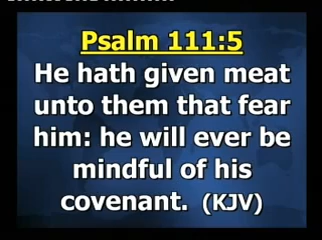 Psalm 111:5
He hath given meat
unto them that fear
him: he will ever be
mindful of his
covenant. (KJV)